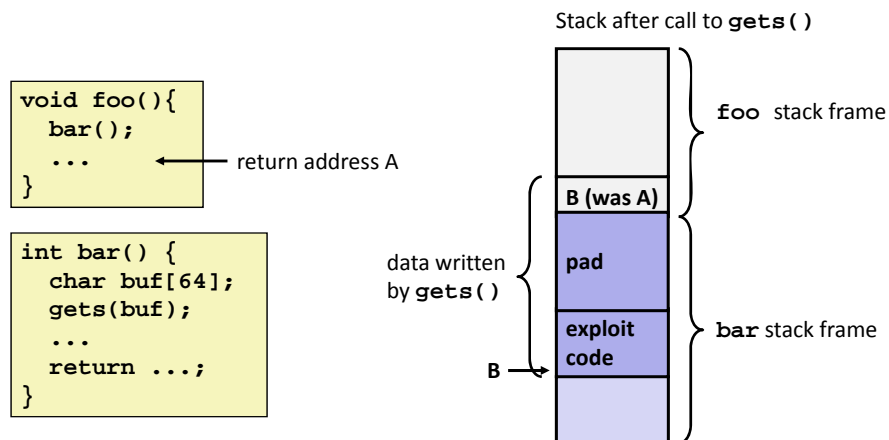 Stack after call to gets()
void foo(){
  bar();
  ...
}
return address A
int bar() {
  char buf[64];
  gets(buf);
  ...
  return ...;
}
data written
by gets()
B
foo stack frame
B (was A)
pad
exploit
code
bar stack frame